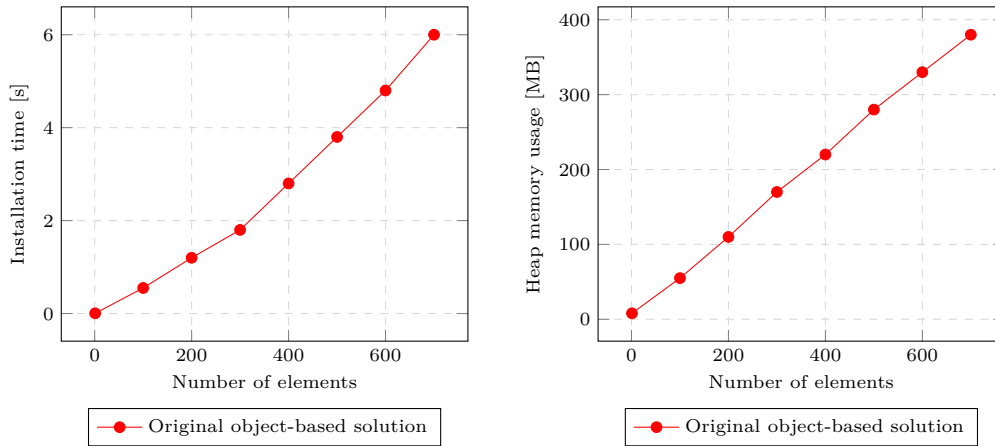 6
4
2
0
0
200
400
600
Installation time [s]
Number of elements
Original object-based solution
400
300
200
100
0
0
200
400
600
Heap memory usage [MB]
Number of elements
Original object-based solution